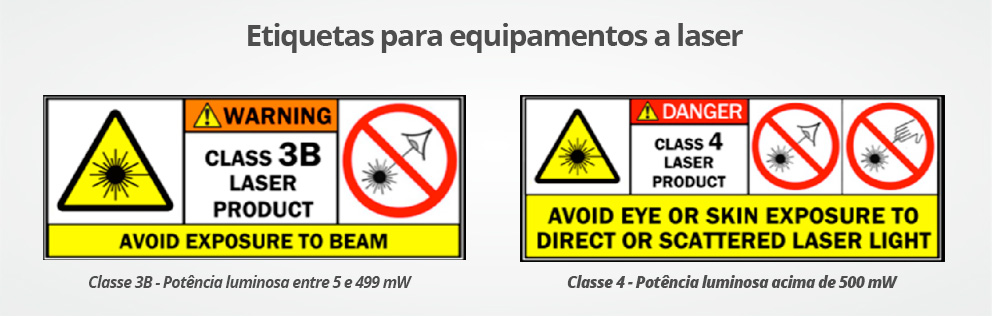 Etiquetas para equipamentos a laser
WARNING
CLASS 3B
LASER
PRODUCT
AVOID EXPOSURE TO BEAM
Classe 3B - Potência luminosa entre 5 e 499 mW
DANGER
CLASS 4
LASER
PRODUCT
AVOID EYE OR SKIN EXPOSURE TO
DIRECT OR SCATTERED LASER LIGHT
Classe 4 - Potência luminosa acima de 500 mW